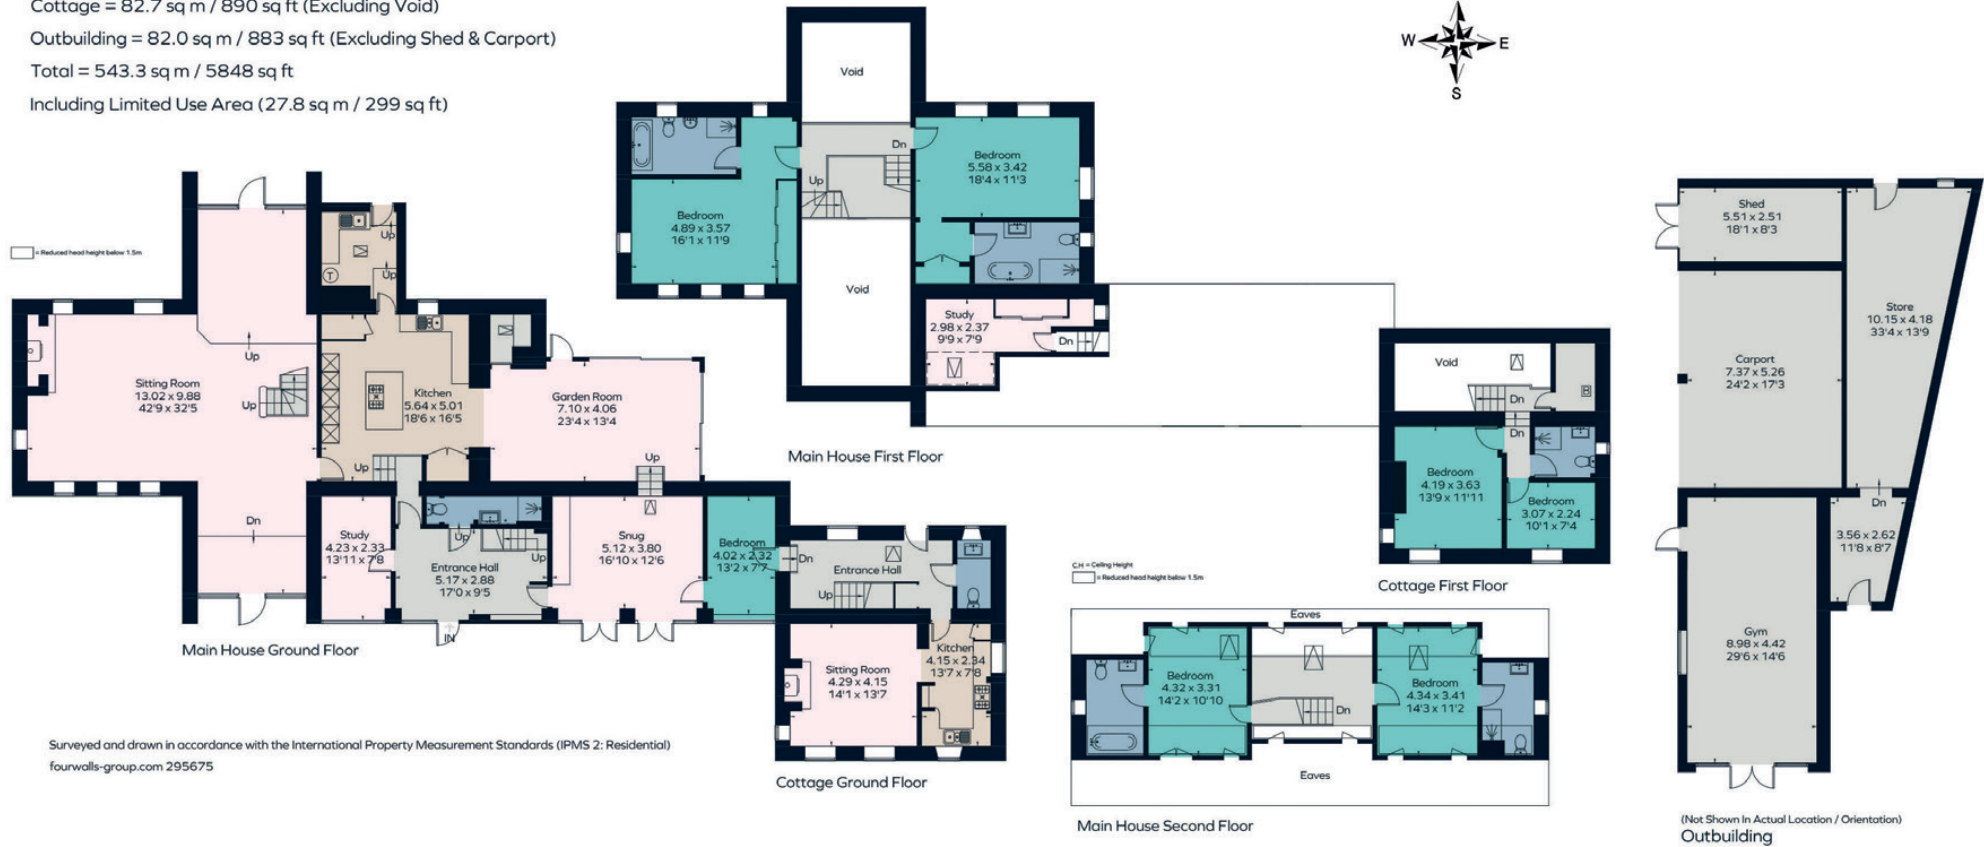 Cottage = 82.7 sq m / 890 sq ft (Excluding Void)
Outbuilding = 82.0 sq m / 883 sq ft (Excluding Shed & Carport)
Total = 543.3 sq m / 5848 sq ft
Including Limited Use Area (27.8 sq m / 299 sq ft)
W
E
S
Void
Dn
Up
Bedroom
5.58 x 3.42
18'4 x 11'3
Bedroom
4.89 x 3.57
16'1 x 11'9
Void
Study
2.98 x 2.37
9'9 x 7'9
Dn
Main House First Floor
= Reduced head height below 1.5m
Up
Up
T
Up
Sitting Room
13.02 x 9.88
42'9 x 32'5
Up
Kitchen
5.64 x 5.01
18'6 x 16'5
Up
Garden Room
7.10 x 4.06
23'4 x 13'4
Up
Dn
Study
4.23 x 2.33
13'11 x 7'8
Up
Up
Entrance Hall
5.17 x 2.88
17'0 x 9'5
IN
Snug
5.12 x 3.80
16'10 x 12'6
Bedroom
4.02 x 2.32
13'2 x 7'7
Main House Ground Floor
Dn
Entrance Hall
Up
Sitting Room
4.29 x 4.15
14'1 x 13'7
Kitchen
4.15 x 2.34
13'7 x 7'8
Cottage Ground Floor
Void
Dn
Dn
Bedroom
4.19 x 3.63
13'9 x 11'11
Bedroom
3.07 x 2.24
10'1 x 7'4
Cottage First Floor
C.H = Ceiling Height
= Reduced head height below 1.5m
Eaves
Bedroom
4.32 x 3.31
14'2 x 10'10
Dn
Bedroom
4.34 x 3.41
14'3 x 11'2
Eaves
Main House Second Floor
Shed
5.51 x 2.51
18'1 x 8'3
Store
10.15 x 4.18
33'4 x 13'9
Carport
7.37 x 5.26
24'2 x 17'3
Dn
3.56 x 2.62
11'8 x 8'7
Gym
8.98 x 4.42
29'6 x 14'6
(Not Shown In Actual Location / Orientation)
Outbuilding
Surveyed and drawn in accordance with the International Property Measurement Standards (IPMS 2: Residential)
fourwalls-group.com 295675